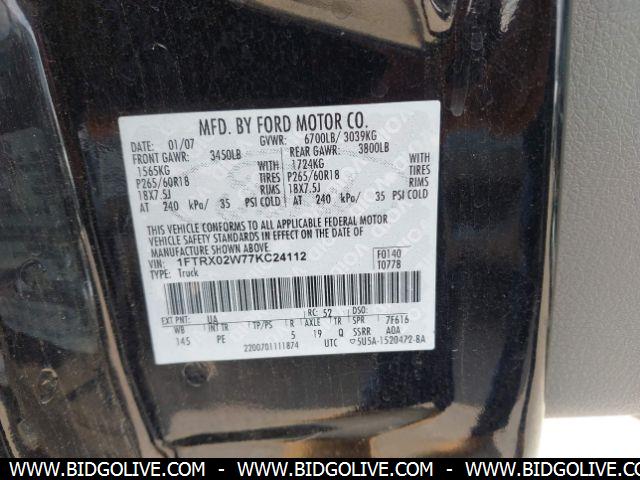 MFD. BY FORD MOTOR CO.
DATE: 01/07 GVWR: 6700LB/ 3039KG
FRONT GAWR: 3450LB REAR GAWR: 3800LB
1565KG WITH 1724KG WITH
P265/60R18 TIRES P265/60R18 TIRES
18X7.5J RIMS 18X7.5J RIMS
AT 240 kPa/ 35 PSI COLD AT 240 kPa/ 35 PSI COLD
THIS VEHICLE CONFORMS TO ALL APPLICABLE FEDERAL MOTOR
VEHICLE SAFETY STANDARDS IN EFFECT ON THE DATE OF
MANUFACTURE SHOWN ABOVE.
VIN: 1FTRX02W77KC24112 F0140
TYPE: Truck T0778
EXT PNT: UA RC: 52 DSO:
WB INT TR TP/PS R AXLE TR SPR 7F616
145 PE 5 19 Q SSRR A0A
2200701111874 UTC 5U5A-1520472-BA
WWW.BIDGOLIVE.COM - WWW.BIDGOLIVE.COM - WWW.BIDGOLIVE.COM